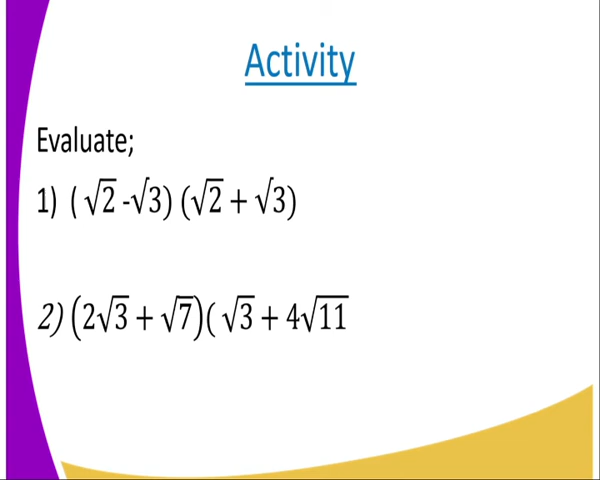 Activity
Evaluate;
1) ( √2 -√3) (√2 + √3)
2) (2√3 + √7)( √3 + 4√11